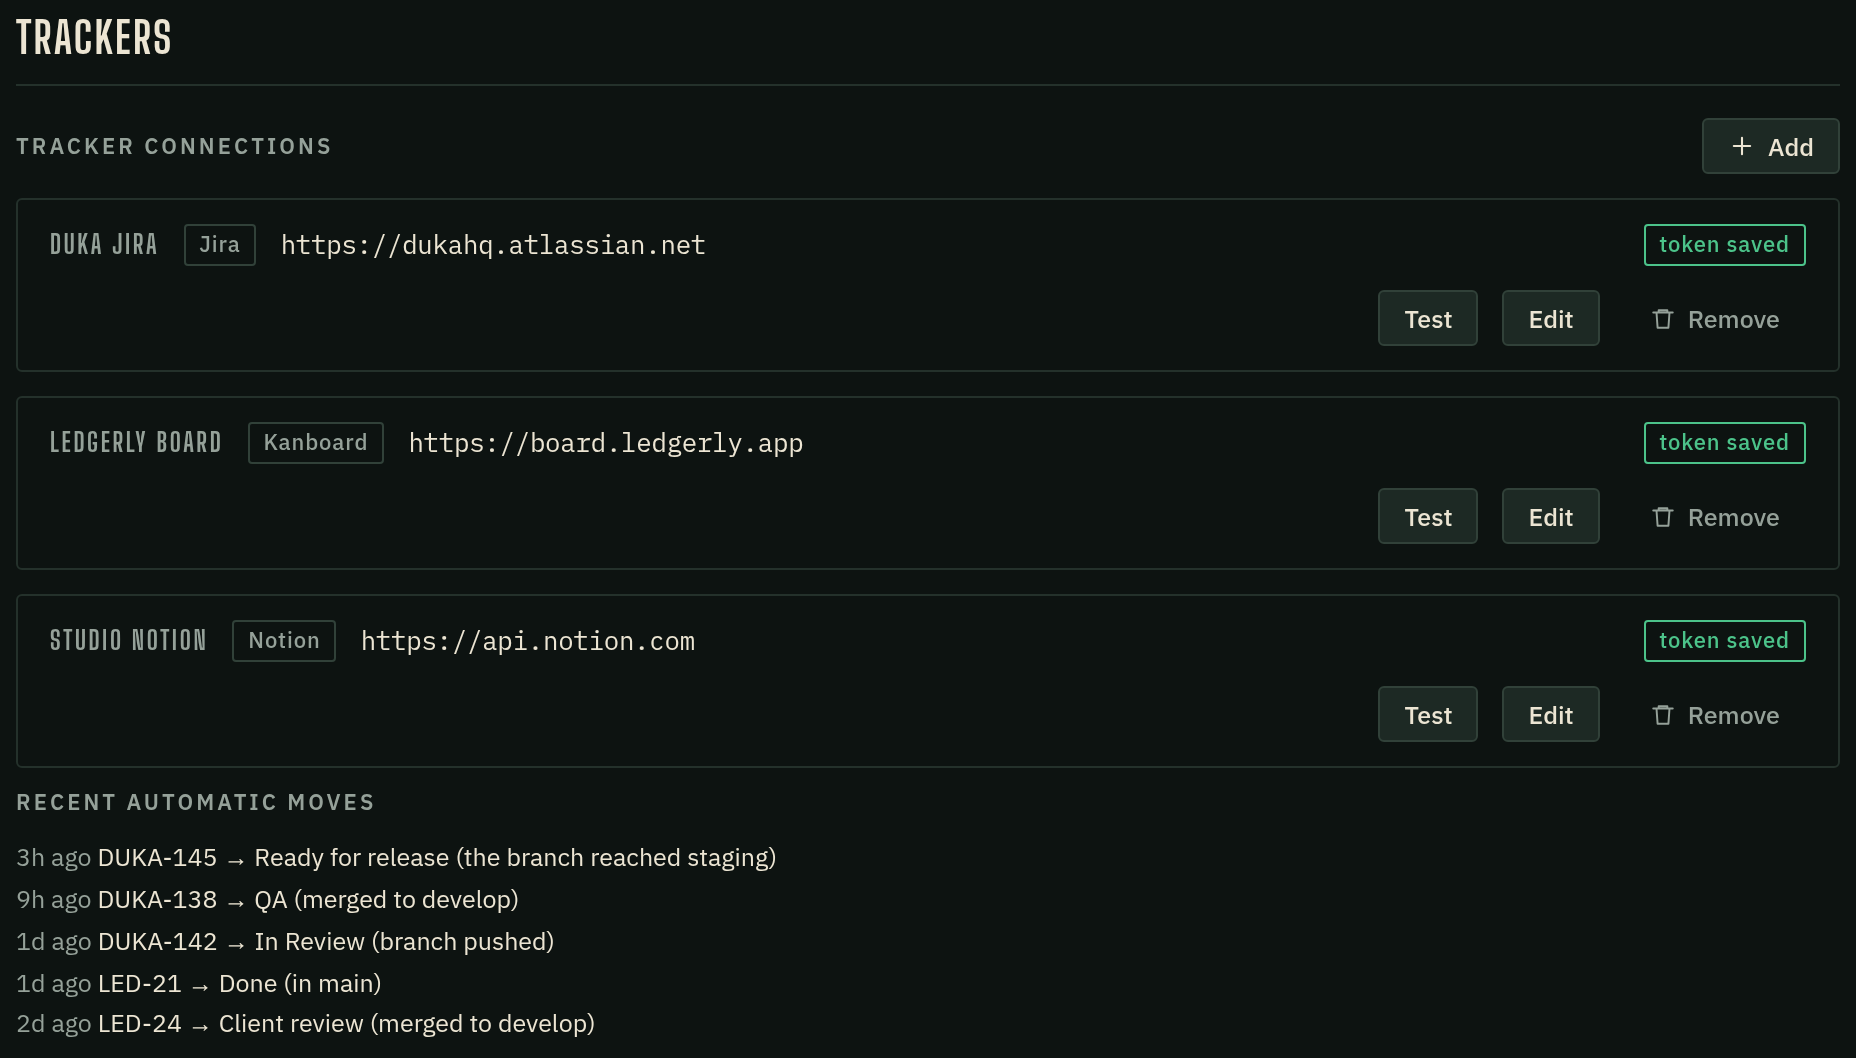 TRACKERS
TRACKER CONNECTIONS
+ Add
DUKA JIRA Jira https://dukahq.atlassian.net token saved
Test Edit Remove
LEDGERLY BOARD Kanboard https://board.ledgerly.app token saved
Test Edit Remove
STUDIO NOTION Notion https://api.notion.com token saved
Test Edit Remove
RECENT AUTOMATIC MOVES
3h ago DUKA-145 → Ready for release (the branch reached staging)
9h ago DUKA-138 → QA (merged to develop)
1d ago DUKA-142 → In Review (branch pushed)
1d ago LED-21 → Done (in main)
2d ago LED-24 → Client review (merged to develop)